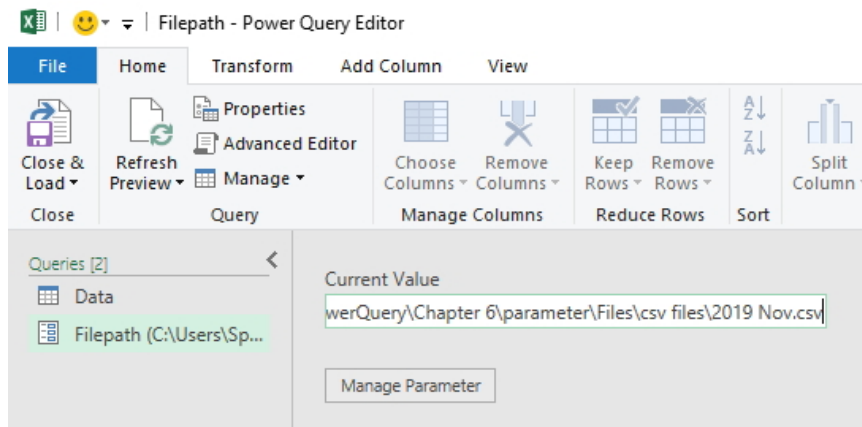 Filepath - Power Query Editor
File Home Transform Add Column View
Close & Load
Refresh Preview
Properties
Advanced Editor
Manage
Choose Columns
Remove Columns
Keep Rows
Remove Rows
A Z
Z A
Split Column
Close Query Manage Columns Reduce Rows Sort
Queries [2]
Data
Filepath (C:\Users\Sp...
Current Value
werQuery\Chapter 6\parameter\Files\csv files\2019 Nov.csv
Manage Parameter